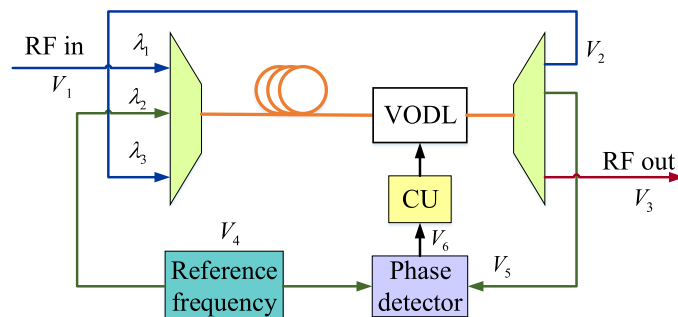 RF in
λ₁
V₂
V₁
λ₂
VODL
λ₃
RF out
CU
V₃
V₄
V₆
V₅
Reference
frequency
Phase
detector